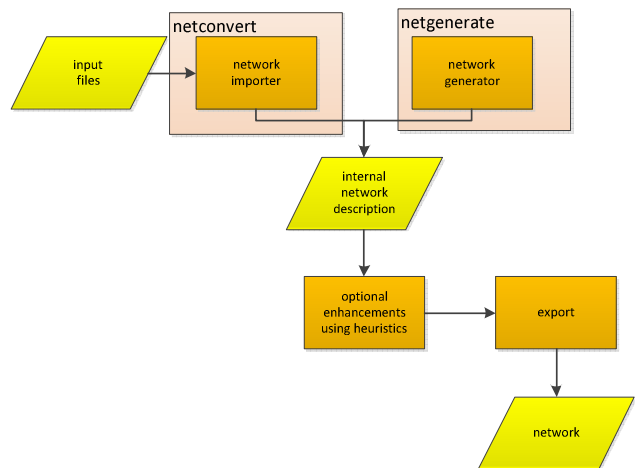 netconvert
netgenerate
input
files
network
importer
network
generator
internal
network
description
optional
enhancements
using heuristics
export
network